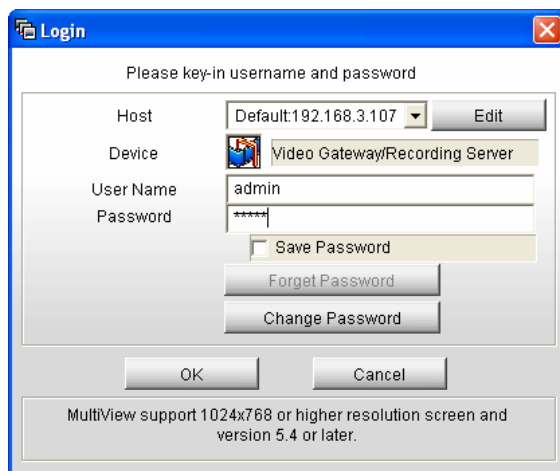 Login
Please key-in username and password
Host Default:192.168.3.107 Edit
Device Video Gateway/Recording Server
User Name admin
Password *****
Save Password
Forget Password
Change Password
OK Cancel
MultiView support 1024x768 or higher resolution screen and
version 5.4 or later.